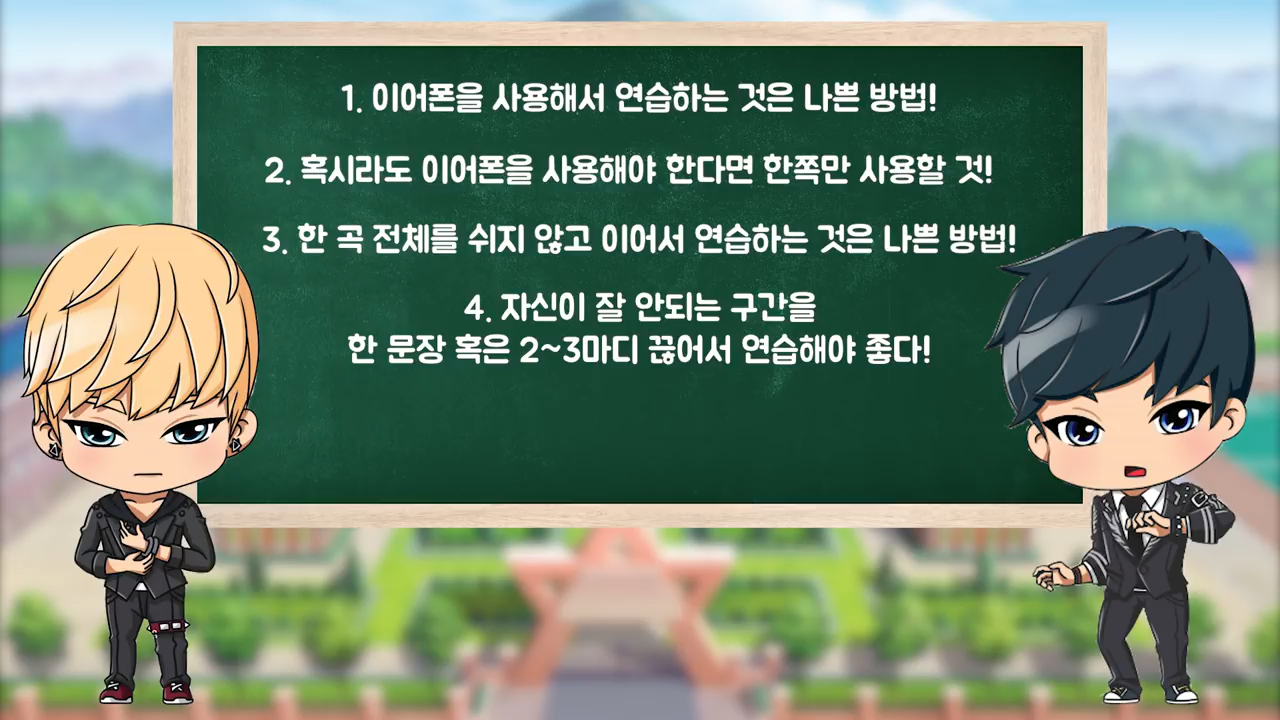 1. 이어폰을 사용해서 연습하는 것은 나쁜 방법!
2. 혹시라도 이어폰을 사용해야 한다면 한쪽만 사용할 것!
3. 한 곡 전체를 쉬지 않고 이어서 연습하는 것은 나쁜 방법!
4. 자신이 잘 안되는 구간을
한 문장 혹은 2~3마디 끊어서 연습해야 좋다!